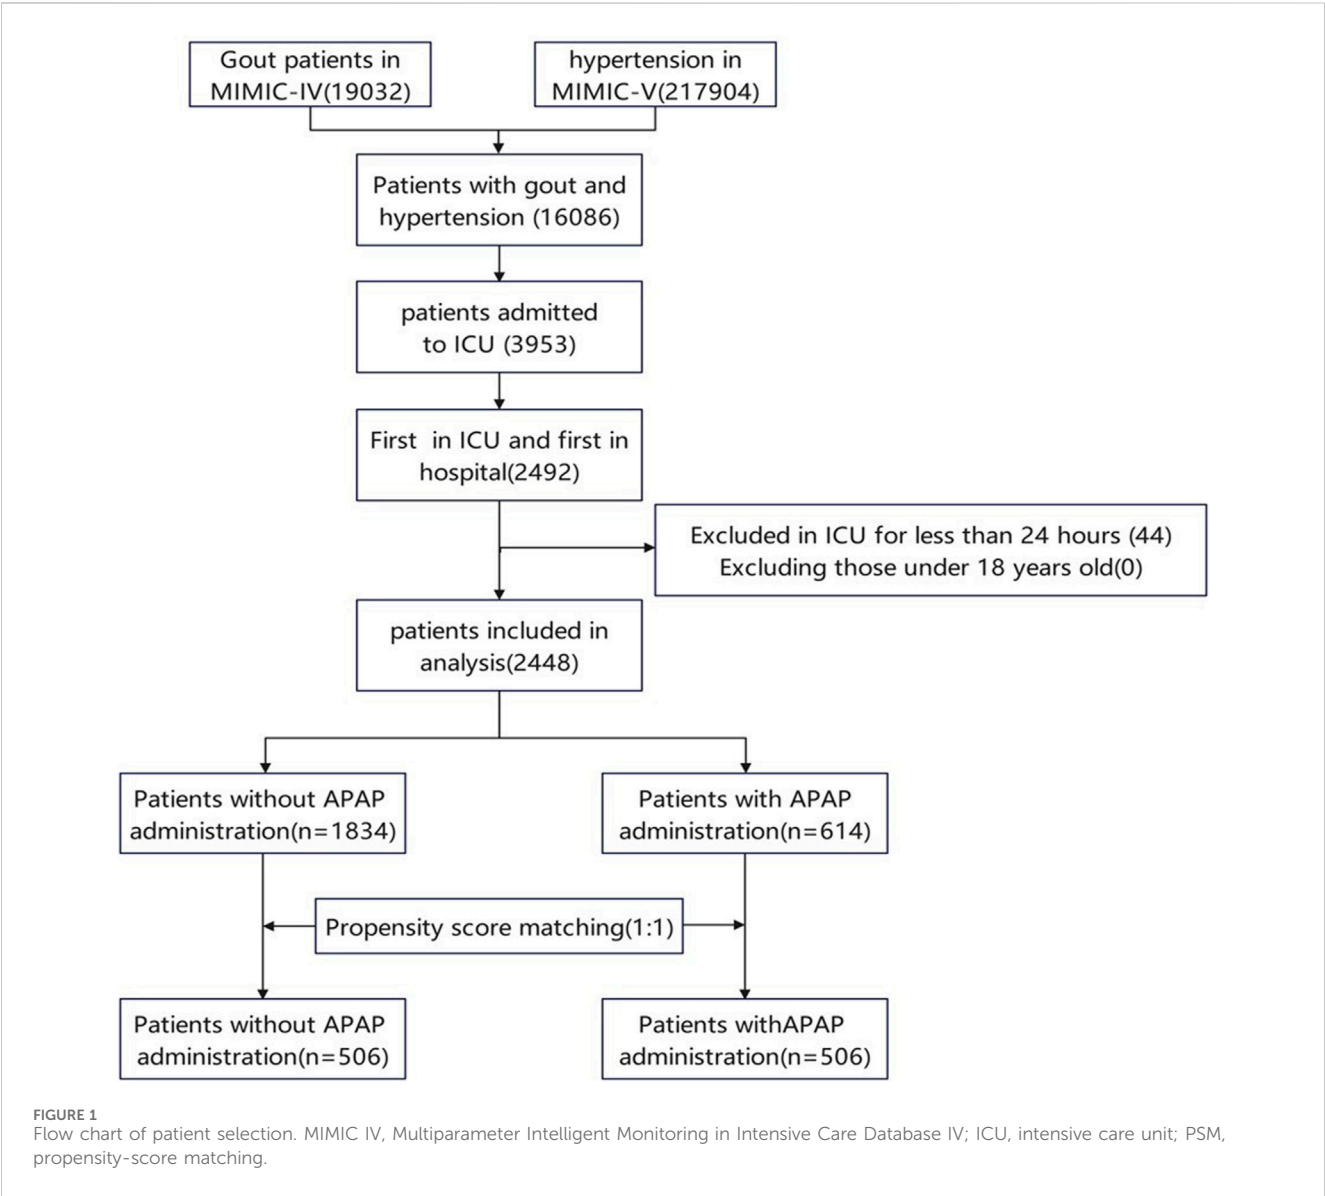 Gout patients in
MIMIC-IV(19032)
hypertension in
MIMIC-V(217904)
Patients with gout and
hypertension (16086)
patients admitted
to ICU (3953)
First  in ICU and first in
hospital(2492)
Excluded in ICU for less than 24 hours (44)
Excluding those under 18 years old(0)
patients included in
analysis(2448)
Patients without APAP
administration(n=1834)
Patients with APAP
administration(n=614)
Propensity score matching(1:1)
Patients without APAP
administration(n=506)
Patients withAPAP
administration(n=506)
FIGURE 1
Flow chart of patient selection. MIMIC IV, Multiparameter Intelligent Monitoring in Intensive Care Database IV; ICU, intensive care unit; PSM,
propensity-score matching.